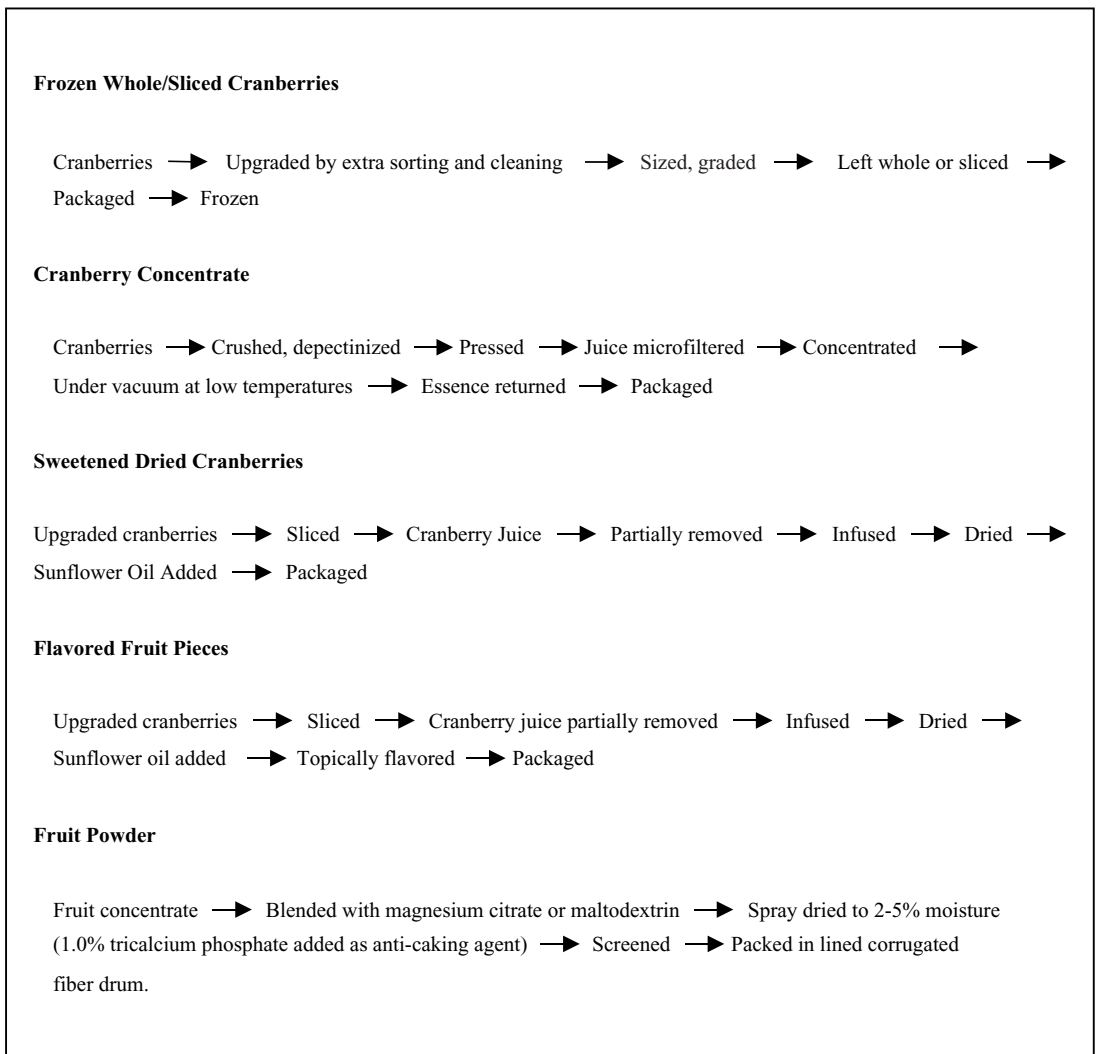 Frozen Whole/Sliced Cranberries
Cranberries → Upgraded by extra sorting and cleaning → Sized, graded → Left whole or sliced →
Packaged → Frozen
Cranberry Concentrate
Cranberries → Crushed, depectinized → Pressed → Juice microfiltered → Concentrated →
Under vacuum at low temperatures → Essence returned → Packaged
Sweetened Dried Cranberries
Upgraded cranberries → Sliced → Cranberry Juice → Partially removed → Infused → Dried →
Sunflower Oil Added → Packaged
Flavored Fruit Pieces
Upgraded cranberries → Sliced → Cranberry juice partially removed → Infused → Dried →
Sunflower oil added → Topically flavored → Packaged
Fruit Powder
Fruit concentrate → Blended with magnesium citrate or maltodextrin → Spray dried to 2-5% moisture
(1.0% tricalcium phosphate added as anti-caking agent) → Screened → Packed in lined corrugated
fiber drum.